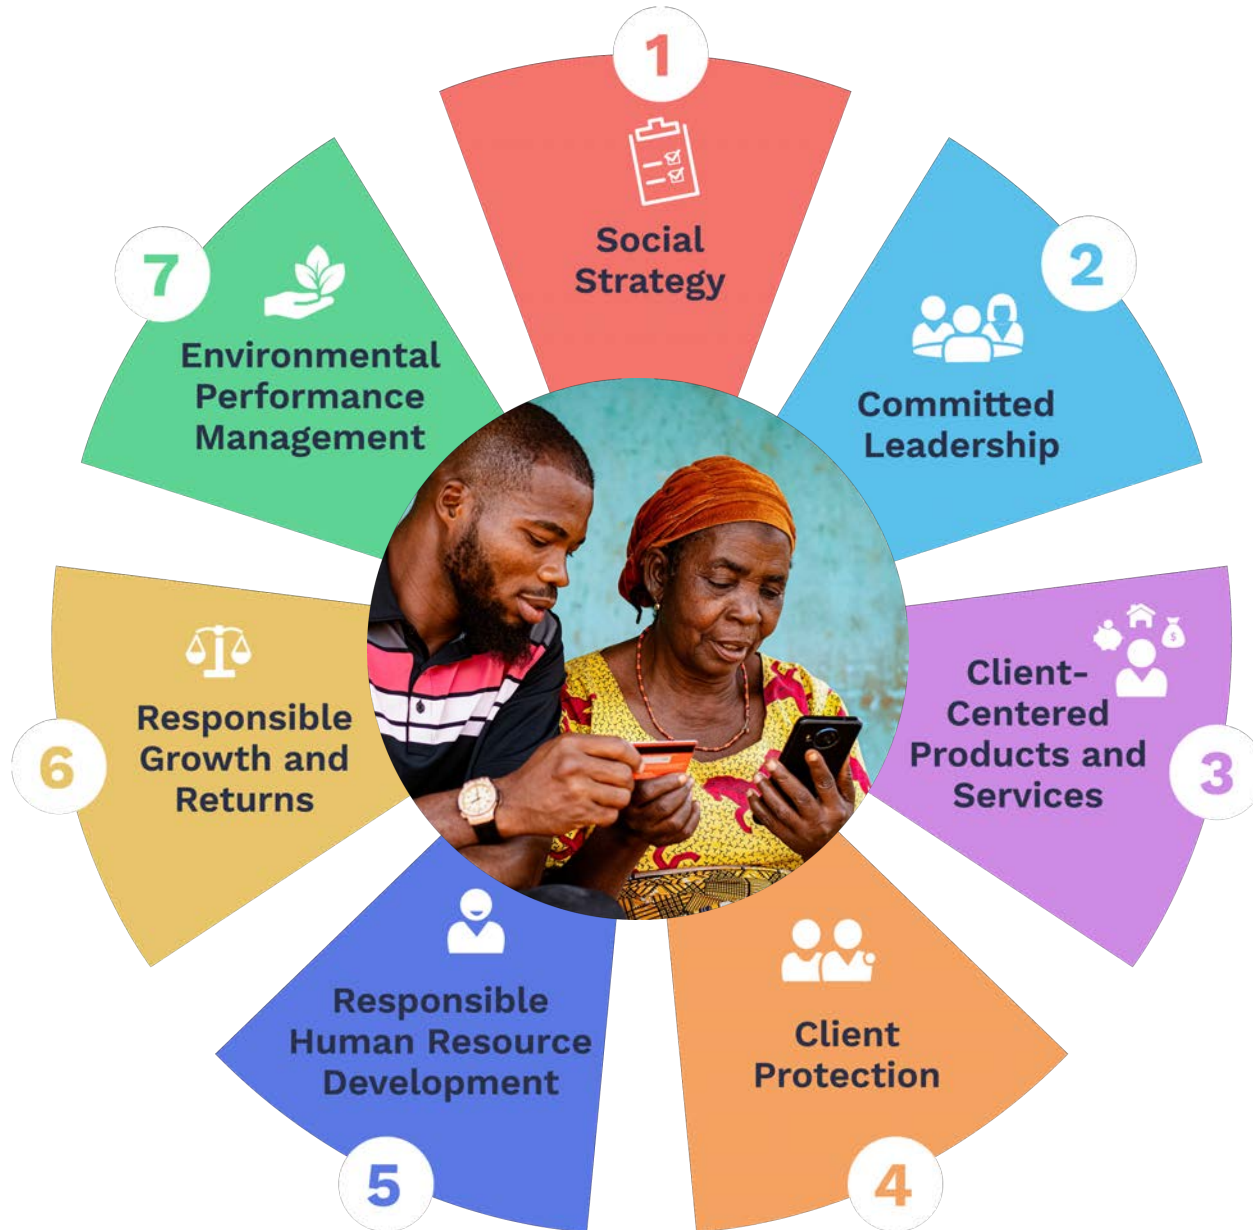 1
Social
Strategy
2
Committed
Leadership
3
Client-
Centered
Products and
Services
4
Client
Protection
5
Responsible
Human Resource
Development
6
Responsible
Growth and
Returns
7
Environmental
Performance
Management
$